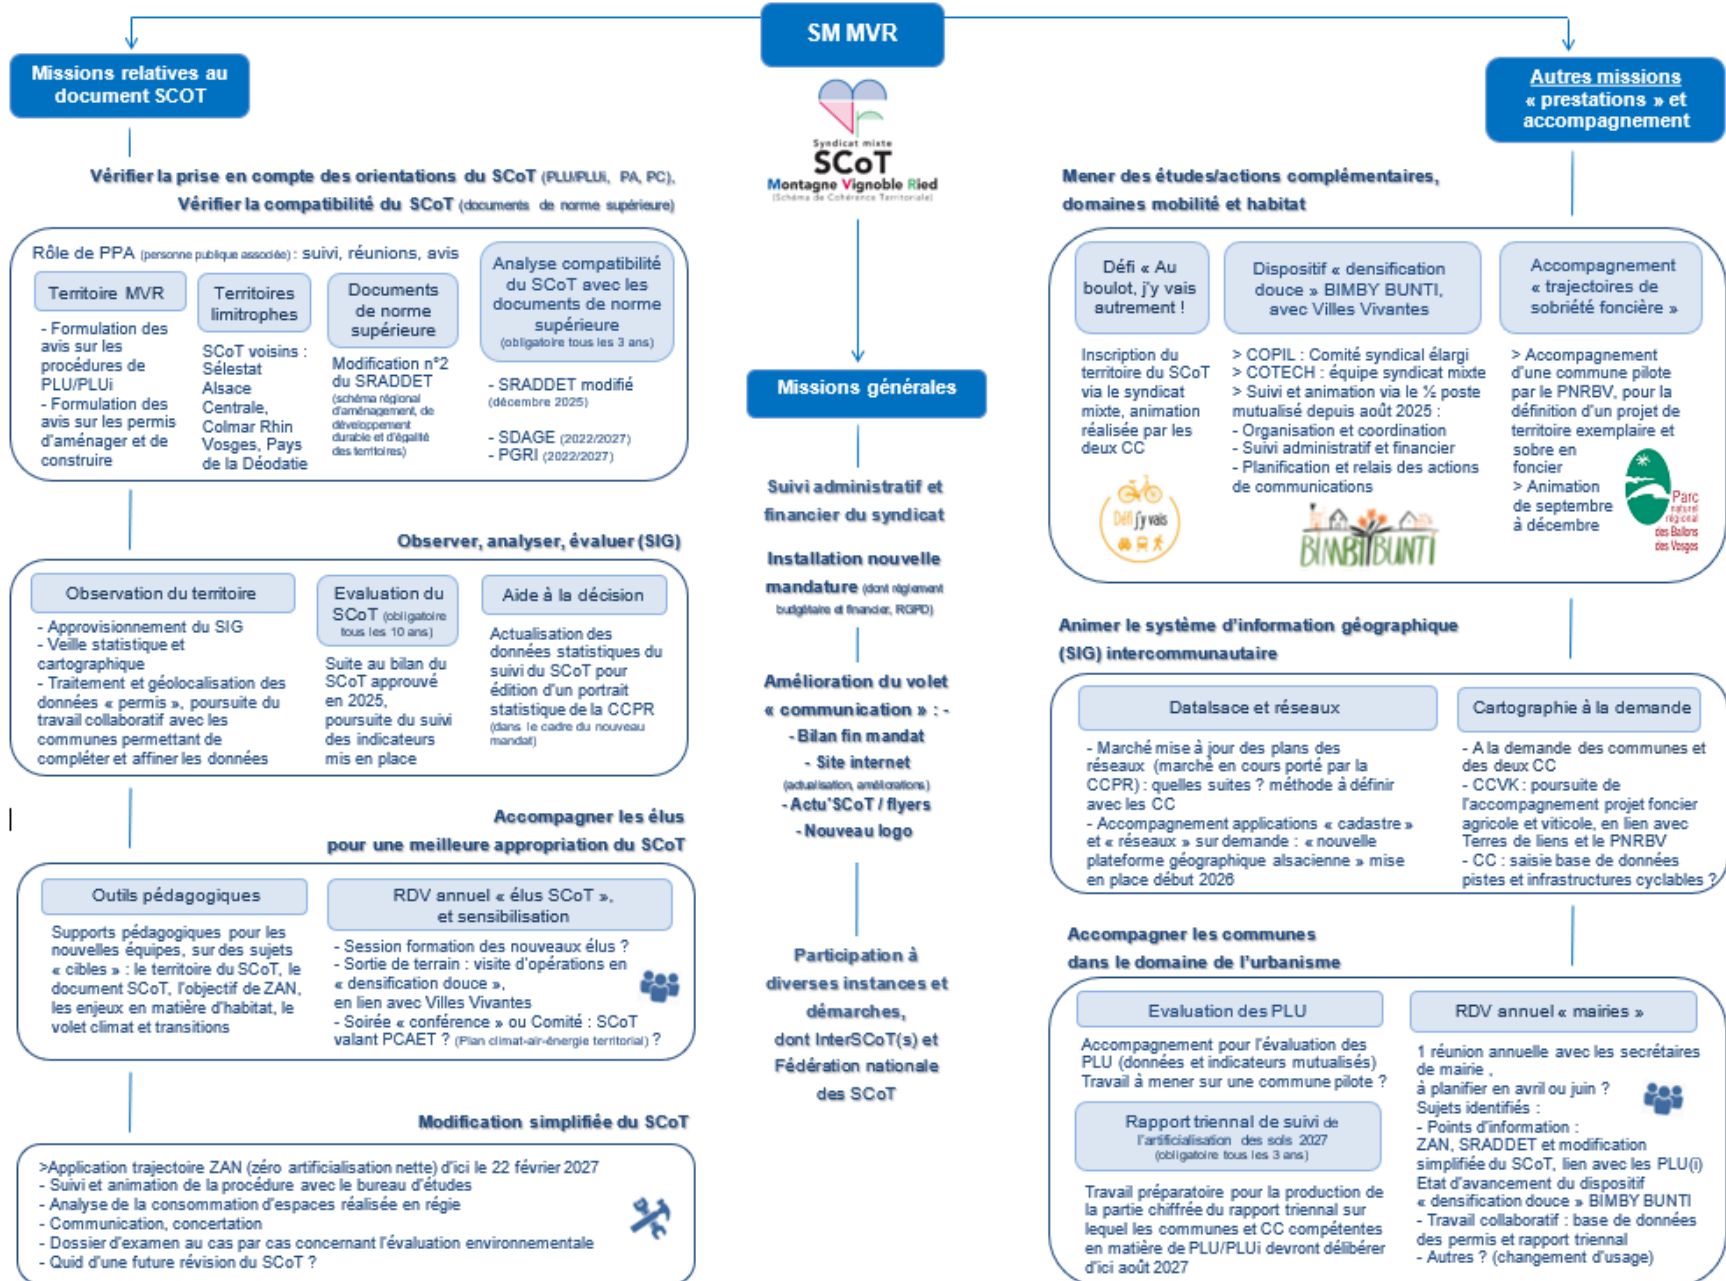 SM MVR
Syndicat mixte
SCoT
Montagne Vignoble Ried
(Schéma de Cohérence Territoriale)
Missions relatives au
document SCOT
Vérifier la prise en compte des orientations du SCoT (PLU/PLUi, PA, PC),
Vérifier la compatibilité du SCoT (documents de norme supérieure)
Rôle de PPA (personne publique associée) : suivi, réunions, avis
Territoire MVR
- Formulation des
avis sur les
procédures de
PLU/PLUi
- Formulation des
avis sur les permis
d'aménager et de
construire
Territoires
limitrophes
SCoT voisins :
Sélestat
Alsace
Centrale,
Colmar Rhin
Vosges, Pays
de la Déodatie
Documents
de norme
supérieure
Modification n°2
du SRADDET
(schéma régional
d'aménagement, de
développement
durable et d'égalité
des territoires)
Analyse compatibilité
du SCoT avec les
documents de norme
supérieure
(obligatoire tous les 3 ans)
- SRADDET modifié
(décembre 2025)
- SDAGE (2022/2027)
- PGRI (2022/2027)
Observer, analyser, évaluer (SIG)
Observation du territoire
- Approvisionnement du SIG
- Veille statistique et
cartographique
- Traitement et géolocalisation des
données « permis », poursuite du
travail collaboratif avec les
communes permettant de
compléter et affiner les données
Evaluation du
SCoT (obligatoire
tous les 10 ans)
Suite au bilan du
SCoT approuvé
en 2025,
poursuite du suivi
des indicateurs
mis en place
Aide à la décision
Actualisation des
données statistiques du
suivi du SCoT pour
édition d'un portrait
statistique de la CCPR
(dans le cadre du nouveau
mandat)
Accompagner les élus
pour une meilleure appropriation du SCoT
Outils pédagogiques
Supports pédagogiques pour les
nouvelles équipes, sur des sujets
« cibles » : le territoire du SCoT, le
document SCoT, l'objectif de ZAN,
les enjeux en matière d'habitat, le
volet climat et transitions
RDV annuel « élus SCoT »,
et sensibilisation
- Session formation des nouveaux élus ?
- Sortie de terrain : visite d'opérations en
« densification douce »,
en lien avec Villes Vivantes
- Soirée « conférence » ou Comité : SCoT
valant PCAET ? (Plan climat-air-énergie territorial) ?
Modification simplifiée du SCoT
>Application trajectoire ZAN (zéro artificialisation nette) d'ici le 22 février 2027
- Suivi et animation de la procédure avec le bureau d'études
- Analyse de la consommation d'espaces réalisée en régie
- Communication, concertation
- Dossier d'examen au cas par cas concernant l'évaluation environnementale
- Quid d'une future révision du SCoT ?
Missions générales
Suivi administratif et
financier du syndicat
Installation nouvelle
mandature (dont règlement
budgétaire et financier, RGPD)
Amélioration du volet
« communication » : -
- Bilan fin mandat
- Site internet
(actualisation, améliorations)
- Actu'SCoT / flyers
- Nouveau logo
Participation à
diverses instances et
démarches,
dont InterSCoT(s) et
Fédération nationale
des SCoT
Autres missions
« prestations » et
accompagnement
Mener des études/actions complémentaires,
domaines mobilité et habitat
Défi « Au
boulot, j'y vais
autrement !
Inscription du
territoire du SCoT
via le syndicat
mixte, animation
réalisée par les
deux CC
Défi j'y vais
Dispositif « densification
douce » BIMBY BUNTI,
avec Villes Vivantes
> COPIL : Comité syndical élargi
> COTECH : équipe syndicat mixte
> Suivi et animation via le ½ poste
mutualisé depuis août 2025 :
- Organisation et coordination
- Suivi administratif et financier
- Planification et relais des actions
de communications
BIMBY BUNTI
Accompagnement
« trajectoires de
sobriété foncière »
> Accompagnement
d'une commune pilote
par le PNRBV, pour la
définition d'un projet de
territoire exemplaire et
sobre en
foncier
> Animation
de septembre
à décembre
Parc
naturel
régional
des Ballons
des Vosges
Animer le système d'information géographique
(SIG) intercommunautaire
Datalsace et réseaux
- Marché mise à jour des plans des
réseaux (marché en cours porté par la
CCPR) : quelles suites ? méthode à définir
avec les CC
- Accompagnement applications « cadastre »
et « réseaux » sur demande : « nouvelle
plateforme géographique alsacienne » mise
en place début 2026
Cartographie à la demande
- A la demande des communes et
des deux CC
- CCVK : poursuite de
l'accompagnement projet foncier
agricole et viticole, en lien avec
Terres de liens et le PNRBV
- CC : saisie base de données
pistes et infrastructures cyclables ?
Accompagner les communes
dans le domaine de l'urbanisme
Evaluation des PLU
Accompagnement pour l'évaluation des
PLU (données et indicateurs mutualisés)
Travail à mener sur une commune pilote ?
Rapport triennal de suivi de
l'artificialisation des sols 2027
(obligatoire tous les 3 ans)
Travail préparatoire pour la production de
la partie chiffrée du rapport triennal sur
lequel les communes et CC compétentes
en matière de PLU/PLUi devront délibérer
d'ici août 2027
RDV annuel « mairies »
1 réunion annuelle avec les secrétaires
de mairie ,
à planifier en avril ou juin ?
Sujets identifiés :
- Points d'information :
ZAN, SRADDET et modification
simplifiée du SCoT, lien avec les PLU(i)
Etat d'avancement du dispositif
« densification douce » BIMBY BUNTI
- Travail collaboratif : base de données
des permis et rapport triennal
- Autres ? (changement d'usage)